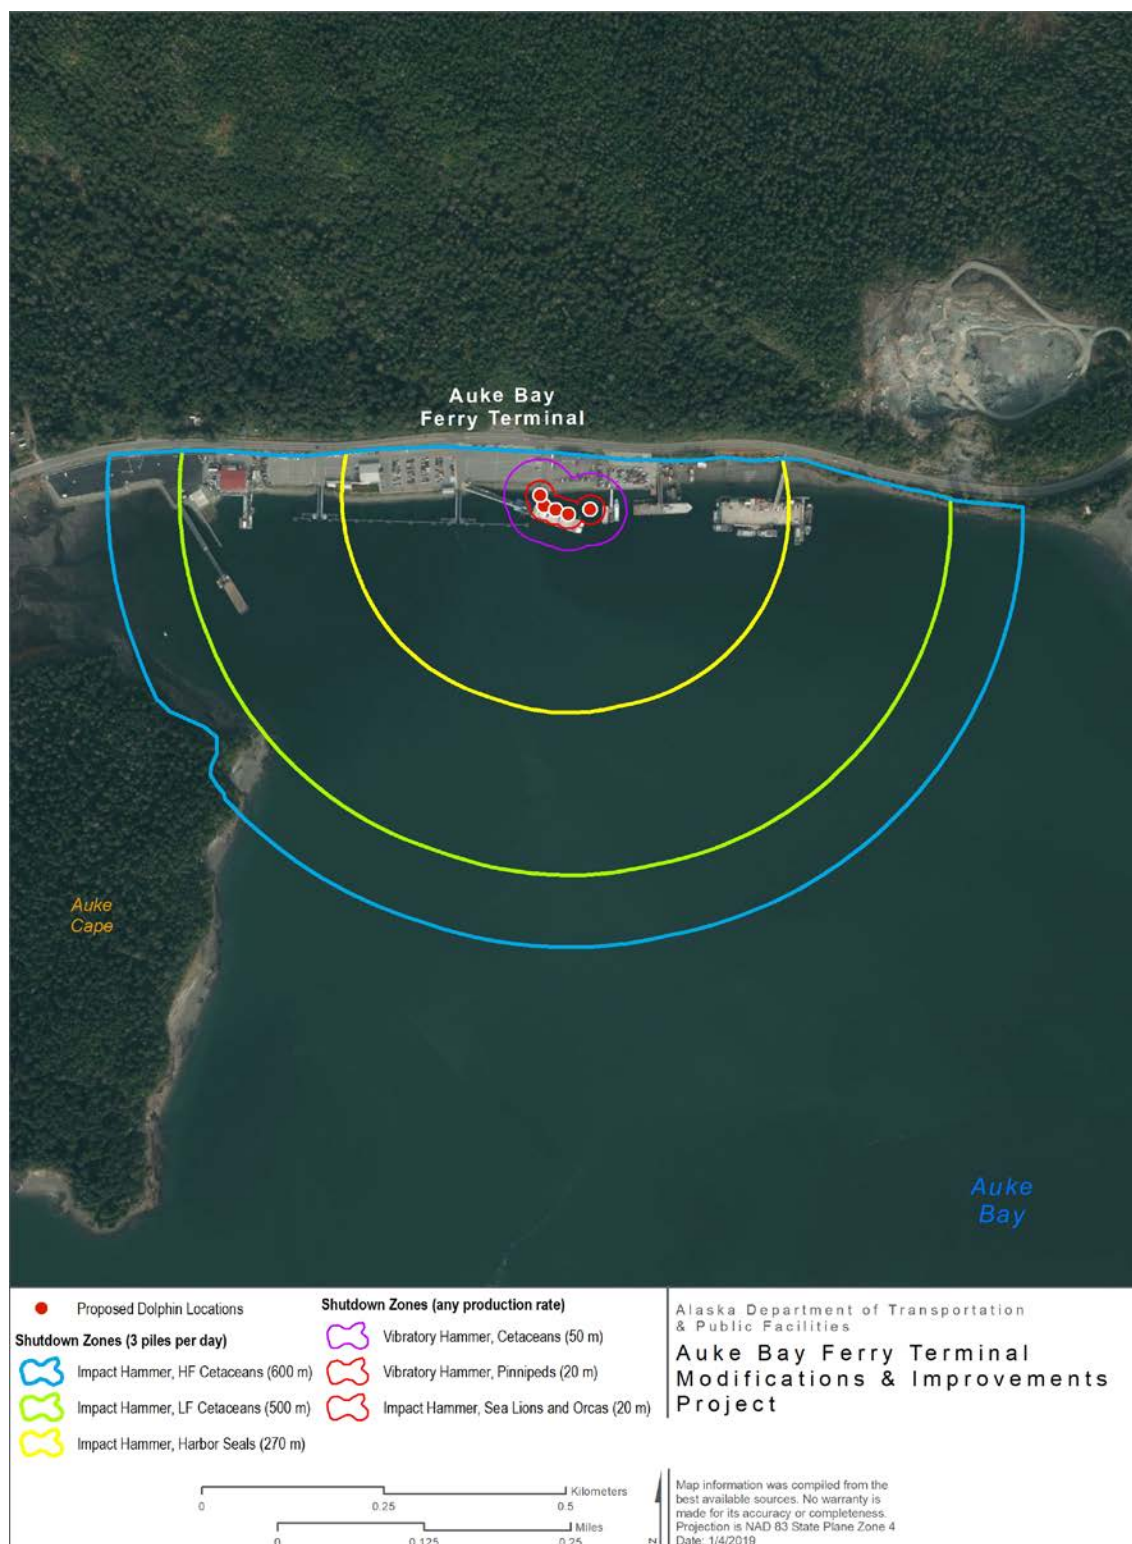 Auke Bay
Ferry Terminal
Auke
Cape
Auke
Bay
Proposed Dolphin Locations
Shutdown Zones (3 piles per day)
Impact Hammer, HF Cetaceans (600 m)
Impact Hammer, LF Cetaceans (500 m)
Impact Hammer, Harbor Seals (270 m)
Shutdown Zones (any production rate)
Vibratory Hammer, Cetaceans (50 m)
Vibratory Hammer, Pinnipeds (20 m)
Impact Hammer, Sea Lions and Orcas (20 m)
Alaska Department of Transportation
& Public Facilities
Auke Bay Ferry Terminal
Modifications & Improvements
Project
Kilometers
0 0.25 0.5
Miles
0 0.125 0.25
N
Map information was compiled from the
best available sources. No warranty is
made for its accuracy or completeness.
Projection is NAD 83 State Plane Zone 4
Date: 1/4/2019